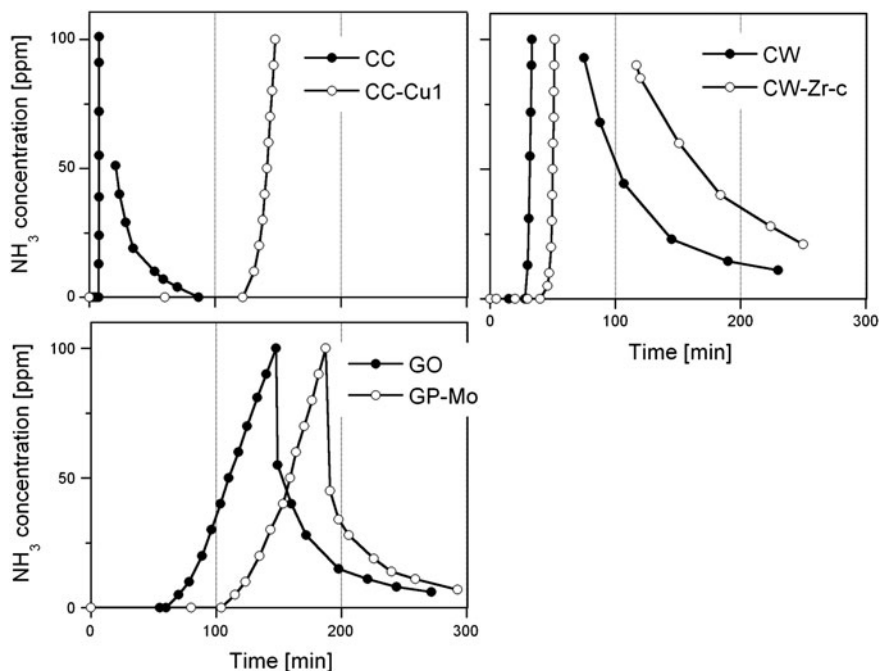 100
50
0
NH3 concentration [ppm]
CC
CC-Cu1
CW
CW-Zr-c
0
100
200
300
Time [min]
100
50
0
NH3 concentration [ppm]
GO
GP-Mo
0
100
200
300
Time [min]